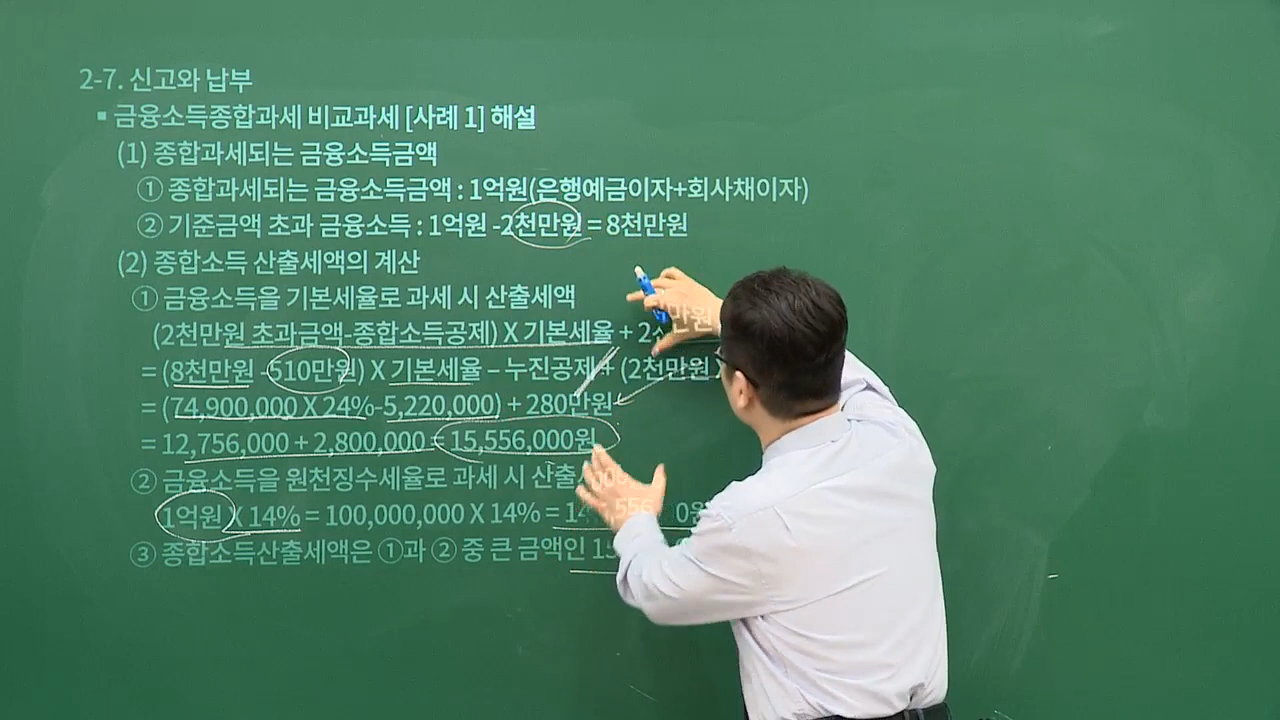 2-7. 신고와 납부
▪ 금융소득종합과세 비교과세 [사례 1] 해설
(1) 종합과세되는 금융소득금액
① 종합과세되는 금융소득금액 : 1억원(은행예금이자+회사채이자)
② 기준금액 초과 금융소득 : 1억원 -2천만원 = 8천만원
(2) 종합소득 산출세액의 계산
① 금융소득을 기본세율로 과세 시 산출세액
(2천만원 초과금액-종합소득공제) X 기본세율 + 2
= (8천만원 -510만원) X 기본세율 – 누진공제 + (2천만원 X
= (74,900,000 X 24%-5,220,000) + 280만원
= 12,756,000 + 2,800,000 = 15,556,000원
② 금융소득을 원천징수세율로 과세 시 산출
1억원 X 14% = 100,000,000 X 14% =
③ 종합소득산출세액은 ①과 ② 중 큰 금액인 15